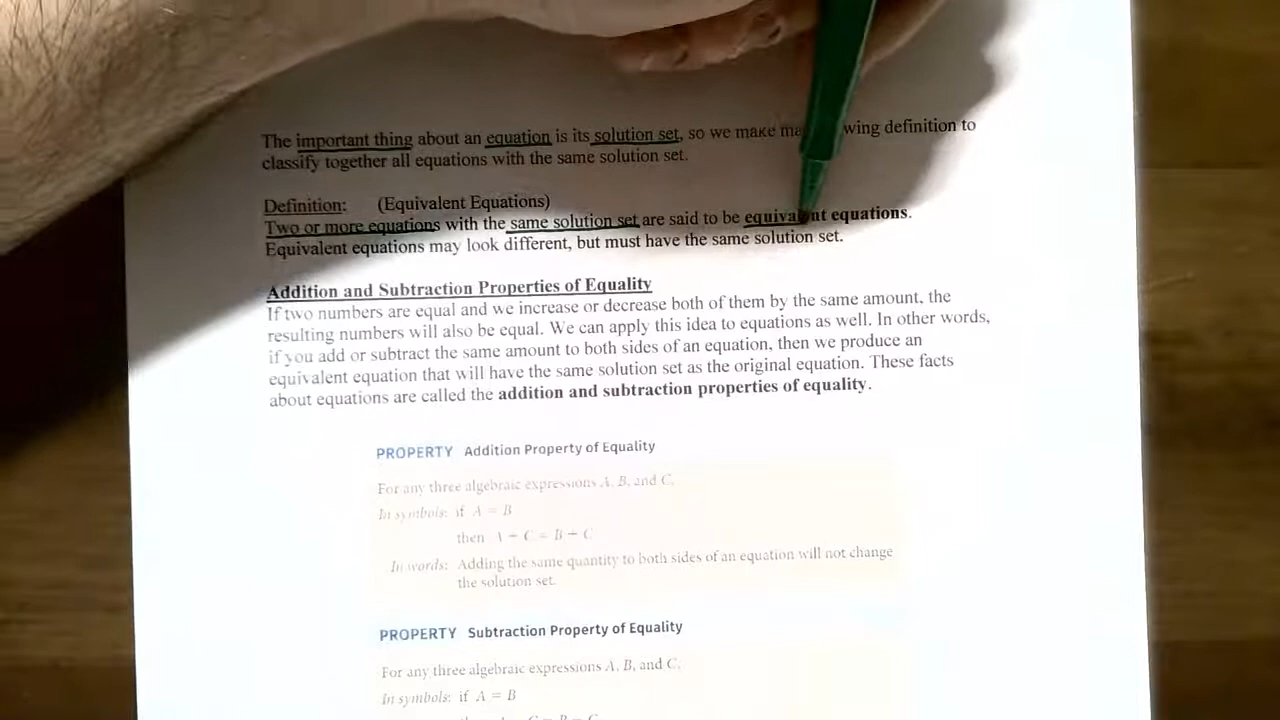 The important thing about an equation is its solution set, so we make wing definition to
classify together all equations with the same solution set.
Definition: (Equivalent Equations)
Two or more equations with the same solution set are said to be equivalent equations.
Equivalent equations may look different, but must have the same solution set.
Addition and Subtraction Properties of Equality
If two numbers are equal and we increase or decrease both of them by the same amount, the
resulting numbers will also be equal. We can apply this idea to equations as well. In other words,
if you add or subtract the same amount to both sides of an equation, then we produce an
equivalent equation that will have the same solution set as the original equation. These facts
about equations are called the addition and subtraction properties of equality.
PROPERTY Addition Property of Equality
For any three algebraic expressions A, B, and C,
In symbols: if A = B
then A + C = B + C
In words: Adding the same quantity to both sides of an equation will not change
the solution set.
PROPERTY Subtraction Property of Equality
For any three algebraic expressions A, B, and C,
In symbols: if A = B